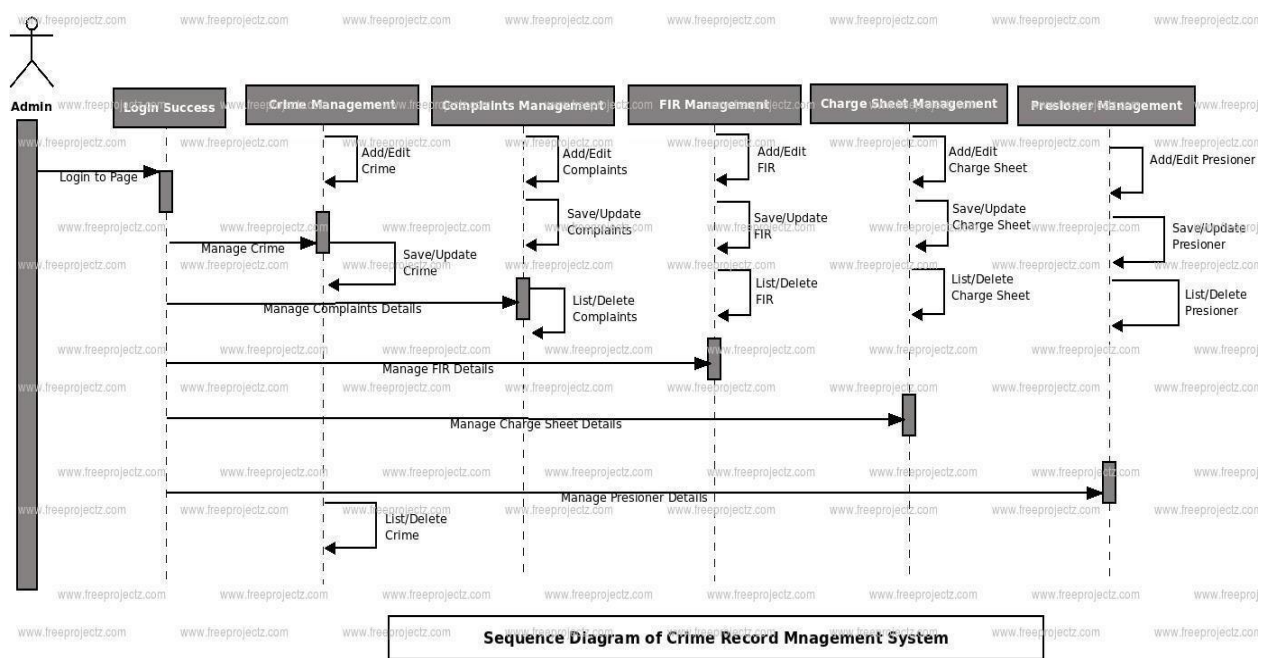 Admin
Login Success
Crime Management
Complaints Management
FIR Management
Charge Sheet Management
Presioner Management
Login to Page
Add/Edit
Crime
Add/Edit
Complaints
Add/Edit
FIR
Add/Edit
Charge Sheet
Add/Edit Presioner
Manage Crime
Save/Update
Crime
Save/Update
Complaints
Save/Update
FIR
Save/Update
Charge Sheet
Save/Update
Presioner
Manage Complaints Details
List/Delete
Complaints
List/Delete
FIR
List/Delete
Charge Sheet
List/Delete
Presioner
Manage FIR Details
Manage Charge Sheet Details
Manage Presioner Details
List/Delete
Crime
Sequence Diagram of Crime Record Mnagement System
www.freeprojectz.com